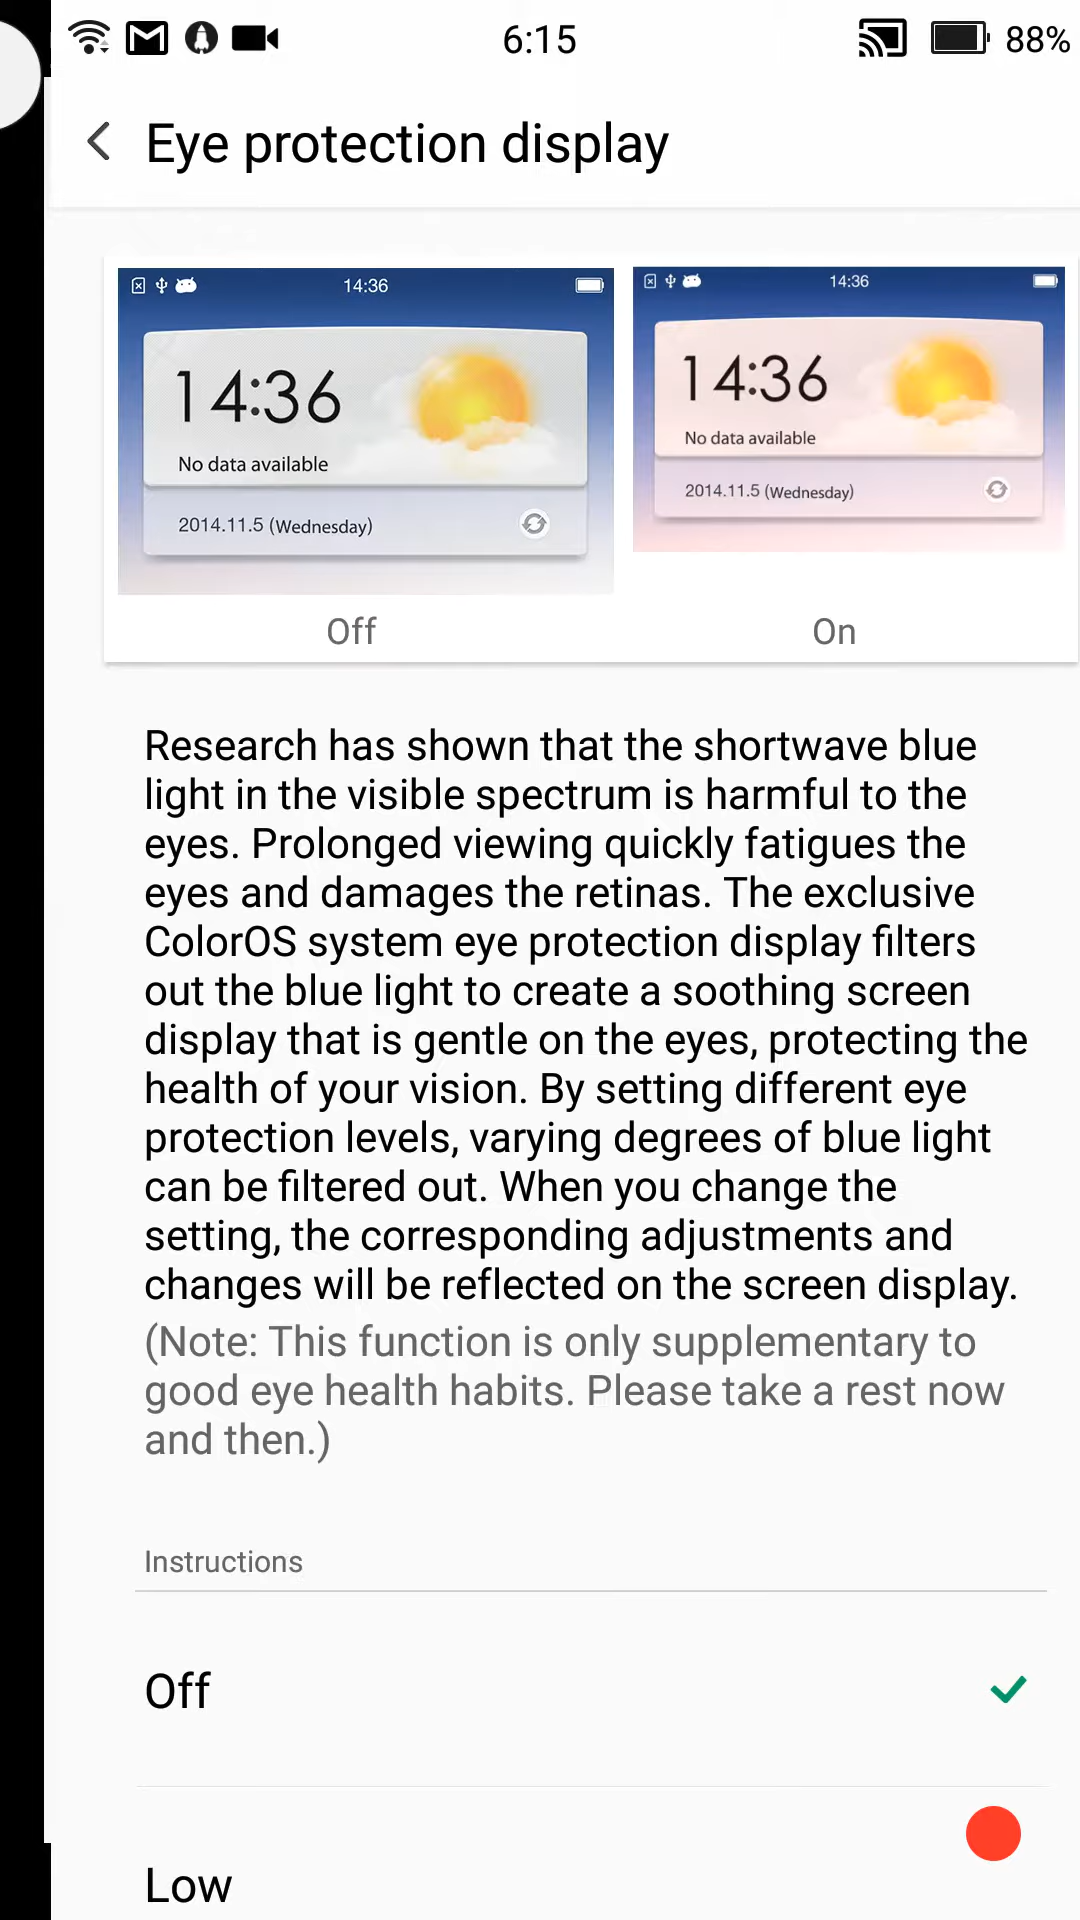 6:15
88%
Eye protection display
14:36
14:36
No data available
2014.11.5 (Wednesday)
Off
14:36
14:36
No data available
2014.11.5 (Wednesday)
On
Research has shown that the shortwave blue
light in the visible spectrum is harmful to the
eyes. Prolonged viewing quickly fatigues the
eyes and damages the retinas. The exclusive
ColorOS system eye protection display filters
out the blue light to create a soothing screen
display that is gentle on the eyes, protecting the
health of your vision. By setting different eye
protection levels, varying degrees of blue light
can be filtered out. When you change the
setting, the corresponding adjustments and
changes will be reflected on the screen display.
(Note: This function is only supplementary to
good eye health habits. Please take a rest now
and then.)
Instructions
Off
Low